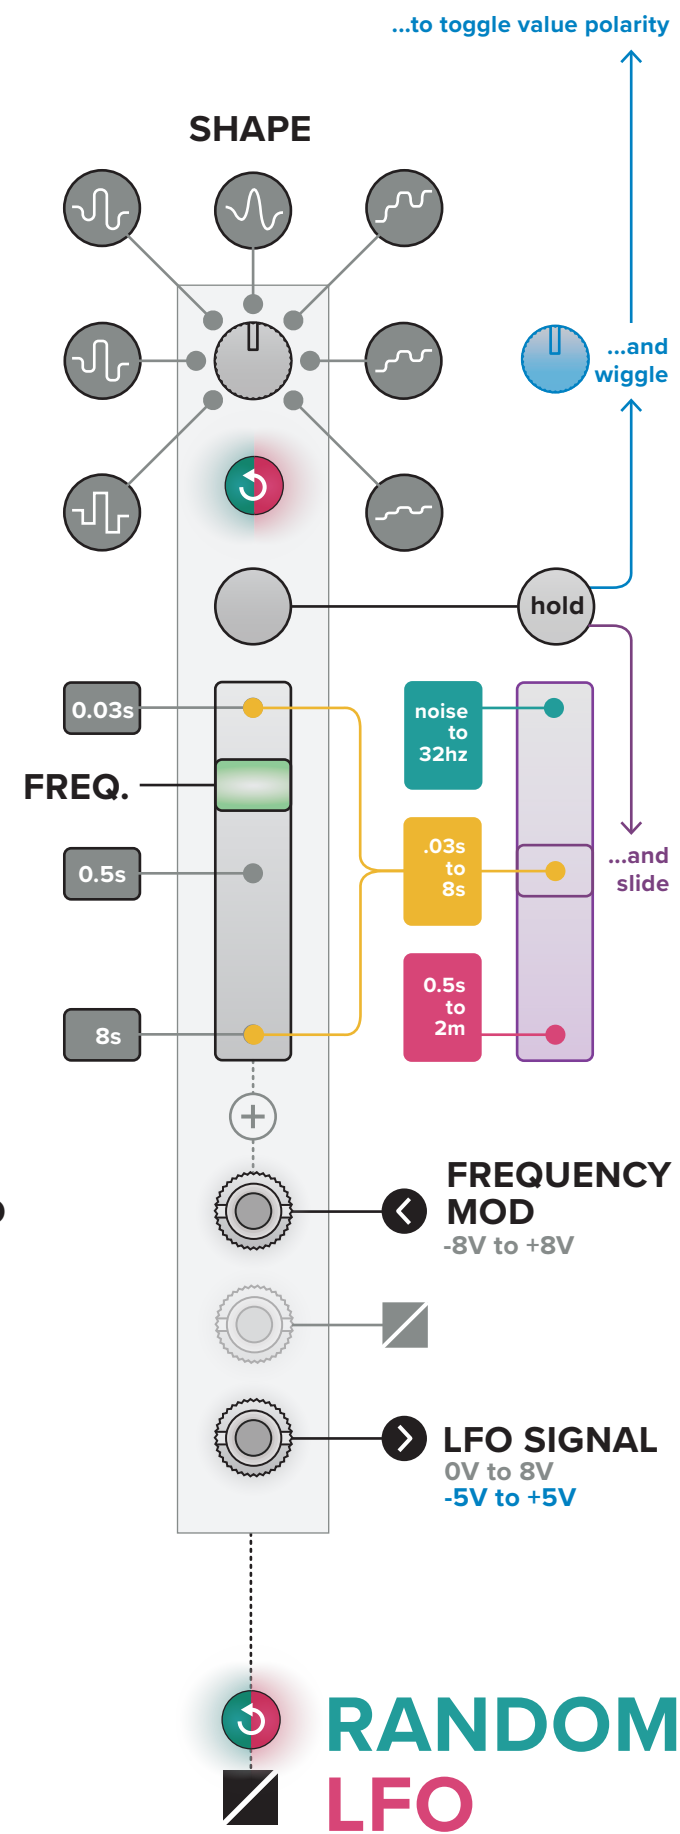 ...to toggle value polarity
SHAPE
...and
wiggle
hold
0.03s
noise
to
32hz
FREQ.
.03s
to
8s
...and
slide
0.5s
0.5s
to
2m
8s
FREQUENCY
MOD
-8V to +8V
LFO SIGNAL
0V to 8V
-5V to +5V
RANDOM
LFO